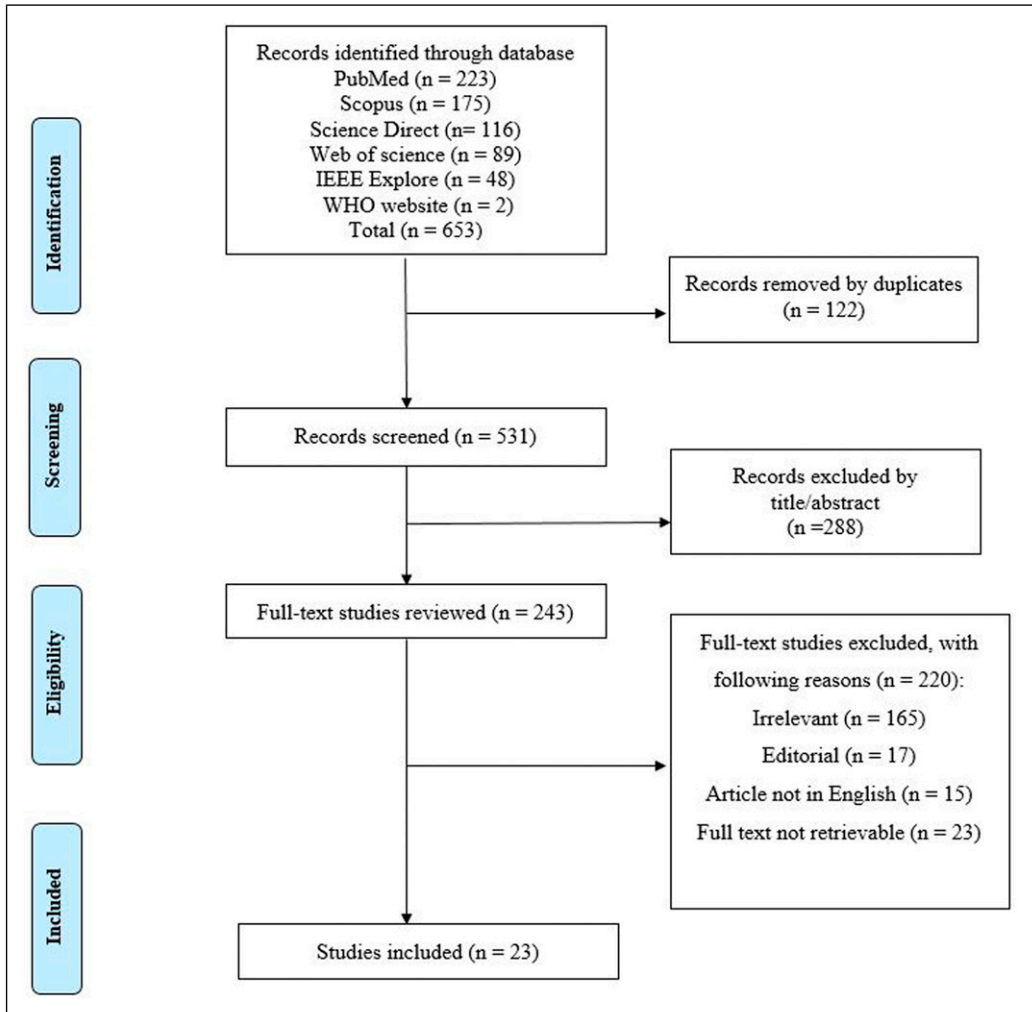 Identification
Records identified through database
PubMed (n = 223)
Scopus (n = 175)
Science Direct (n= 116)
Web of science (n = 89)
IEEE Explore (n = 48)
WHO website (n = 2)
Total (n = 653)
Records removed by duplicates
(n = 122)
Screening
Records screened (n = 531)
Records excluded by
title/abstract
(n =288)
Eligibility
Full-text studies reviewed (n = 243)
Full-text studies excluded, with
following reasons (n = 220):
Irrelevant (n = 165)
Editorial (n = 17)
Article not in English (n = 15)
Full text not retrievable (n = 23)
Included
Studies included (n = 23)